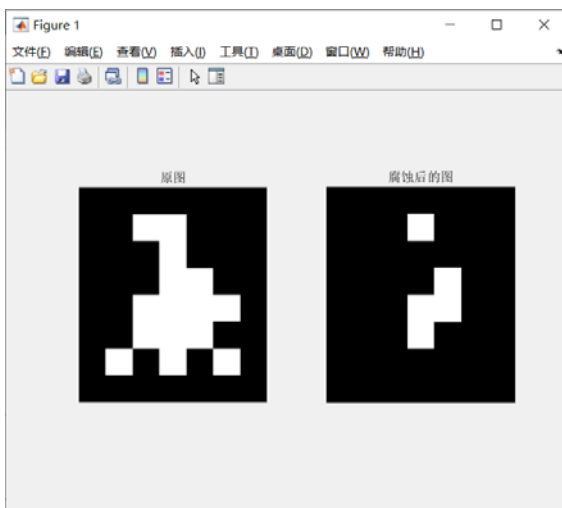 Figure 1
文件(F) 编辑(E) 查看(V) 插入(I) 工具(T) 桌面(D) 窗口(W) 帮助(H)
原图 腐蚀后的图